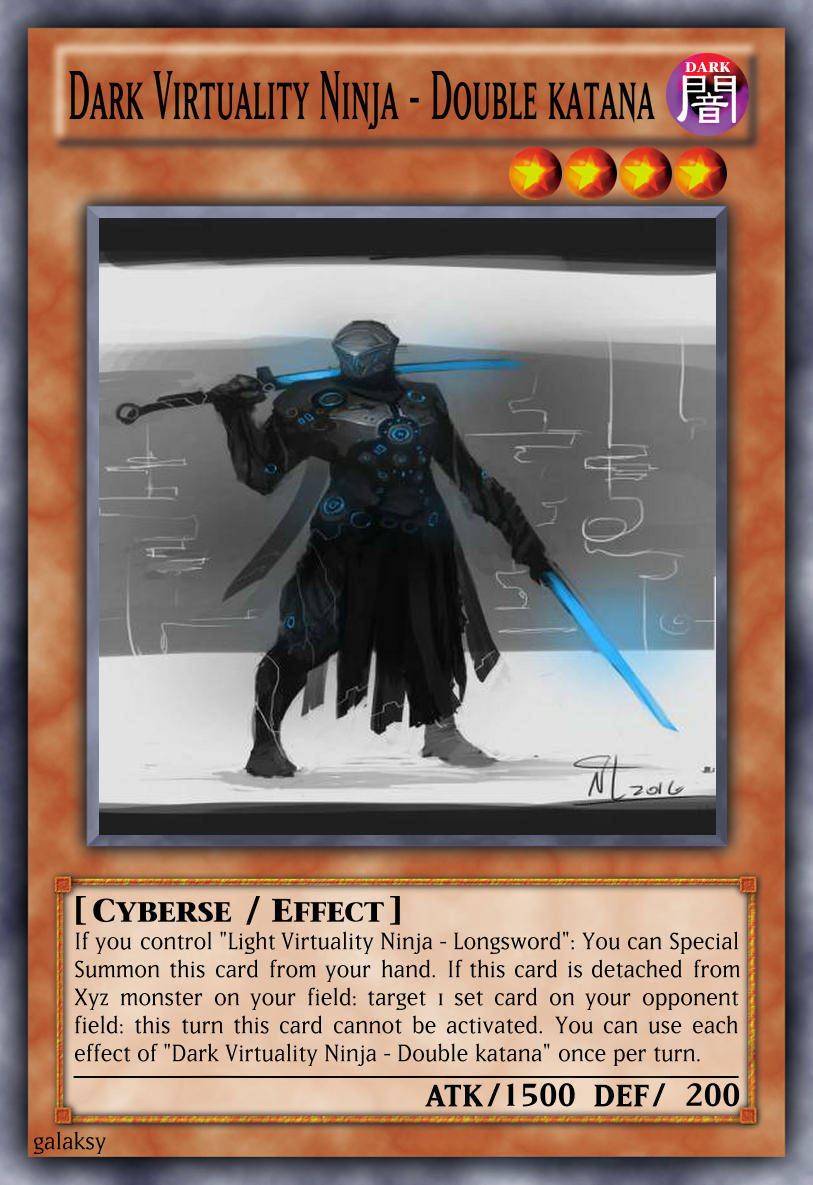 Dark Virtuality Ninja - Double katana
DARK
闇
NT 2016
[ Cyberse / Effect ]
If you control "Light Virtuality Ninja - Longsword": You can Special
Summon this card from your hand. If this card is detached from
Xyz monster on your field: target 1 set card on your opponent
field: this turn this card cannot be activated. You can use each
effect of "Dark Virtuality Ninja - Double katana" once per turn.
ATK/1500 DEF/ 200
galaksy